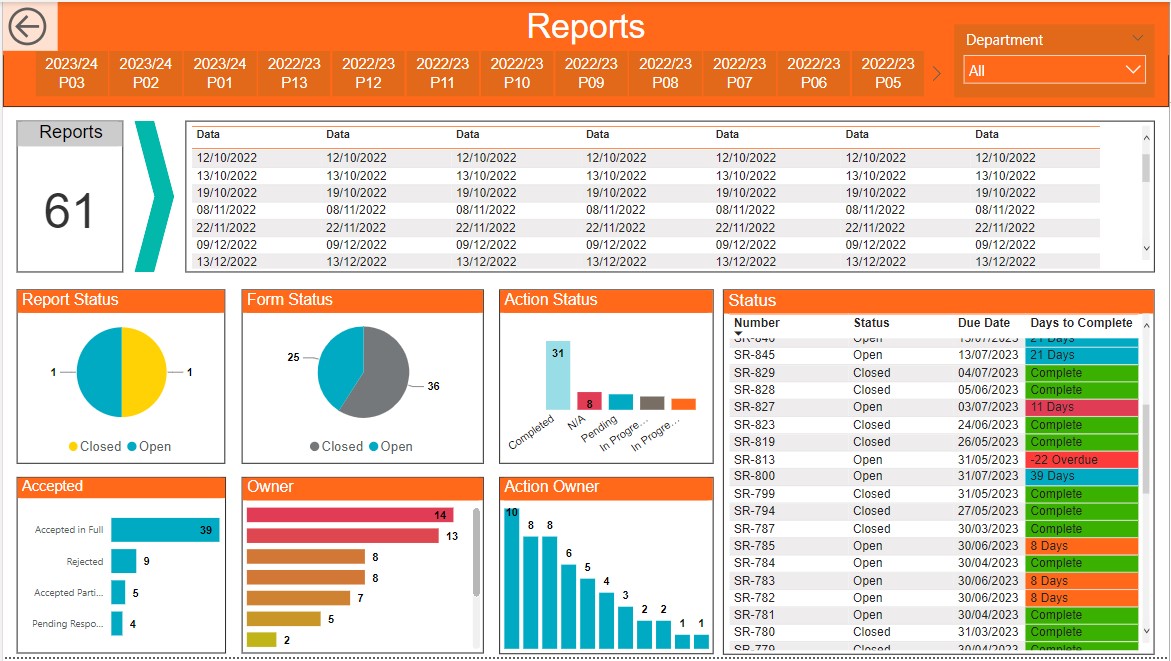 Reports
Department
All
2023/24 P03
2023/24 P02
2023/24 P01
2022/23 P13
2022/23 P12
2022/23 P11
2022/23 P10
2022/23 P09
2022/23 P08
2022/23 P07
2022/23 P06
2022/23 P05
Reports
61
Data Data Data Data Data Data Data
12/10/2022 12/10/2022 12/10/2022 12/10/2022 12/10/2022 12/10/2022 12/10/2022
13/10/2022 13/10/2022 13/10/2022 13/10/2022 13/10/2022 13/10/2022 13/10/2022
19/10/2022 19/10/2022 19/10/2022 19/10/2022 19/10/2022 19/10/2022 19/10/2022
08/11/2022 08/11/2022 08/11/2022 08/11/2022 08/11/2022 08/11/2022 08/11/2022
22/11/2022 22/11/2022 22/11/2022 22/11/2022 22/11/2022 22/11/2022 22/11/2022
09/12/2022 09/12/2022 09/12/2022 09/12/2022 09/12/2022 09/12/2022 09/12/2022
13/12/2022 13/12/2022 13/12/2022 13/12/2022 13/12/2022 13/12/2022 13/12/2022
Report Status
1
1
Closed Open
Form Status
25
36
Closed Open
Action Status
31
8
Completed
N/A
Pending
In Progre...
In Progre...
Status
Number Status Due Date Days to Complete
SR-840 Open 13/07/2023 21 Days
SR-845 Open 13/07/2023 21 Days
SR-829 Closed 04/07/2023 Complete
SR-828 Closed 05/06/2023 Complete
SR-827 Open 03/07/2023 11 Days
SR-823 Closed 24/06/2023 Complete
SR-819 Closed 26/05/2023 Complete
SR-813 Open 31/05/2023 -22 Overdue
SR-800 Open 31/07/2023 39 Days
SR-799 Closed 31/05/2023 Complete
SR-794 Closed 27/05/2023 Complete
SR-787 Closed 30/03/2023 Complete
SR-785 Open 30/06/2023 8 Days
SR-784 Open 30/04/2023 Complete
SR-783 Open 30/06/2023 8 Days
SR-782 Open 30/06/2023 8 Days
SR-781 Open 30/04/2023 Complete
SR-780 Closed 31/03/2023 Complete
SR-779 Closed 30/04/2023 Complete
Accepted
Accepted in Full 39
Rejected 9
Accepted Parti... 5
Pending Respo... 4
Owner
14
13
8
8
7
5
2
Action Owner
10 8 8 6 5 4 3 2 2 1 1